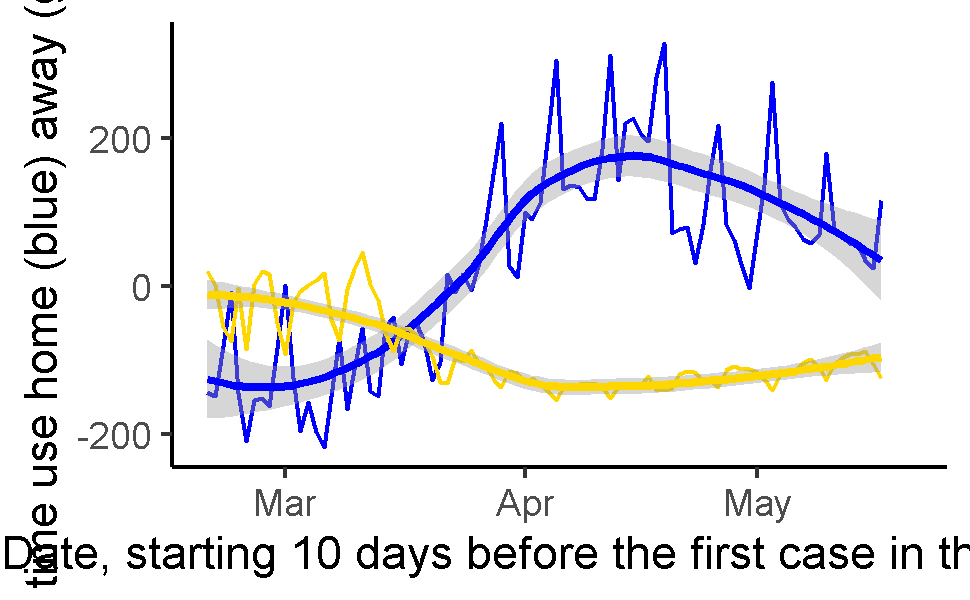 time use home (blue) away (
200
0
-200
Mar Apr May
Date, starting 10 days before the first case in th